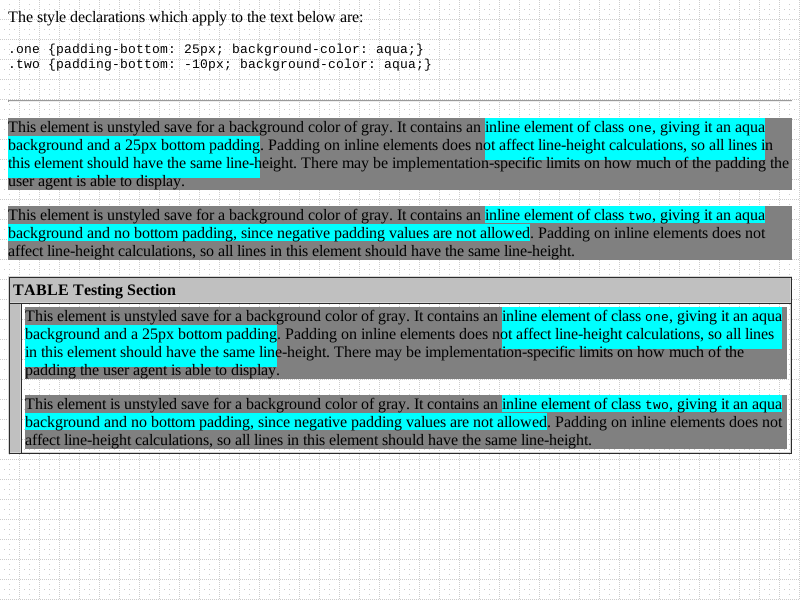 The style declarations which apply to the text below are:
.one {padding-bottom: 25px; background-color: aqua;}
.two {padding-bottom: -10px; background-color: aqua;}
This element is unstyled save for a background color of gray. It contains an inline element of class one, giving it an aqua
background and a 25px bottom padding. Padding on inline elements does not affect line-height calculations, so all lines in
this element should have the same line-height. There may be implementation-specific limits on how much of the padding the
user agent is able to display.
This element is unstyled save for a background color of gray. It contains an inline element of class two, giving it an aqua
background and no bottom padding, since negative padding values are not allowed. Padding on inline elements does not
affect line-height calculations, so all lines in this element should have the same line-height.
TABLE Testing Section
This element is unstyled save for a background color of gray. It contains an inline element of class one, giving it an aqua
background and a 25px bottom padding. Padding on inline elements does not affect line-height calculations, so all lines
in this element should have the same line-height. There may be implementation-specific limits on how much of the
padding the user agent is able to display.
This element is unstyled save for a background color of gray. It contains an inline element of class two, giving it an aqua
background and no bottom padding, since negative padding values are not allowed. Padding on inline elements does not
affect line-height calculations, so all lines in this element should have the same line-height.